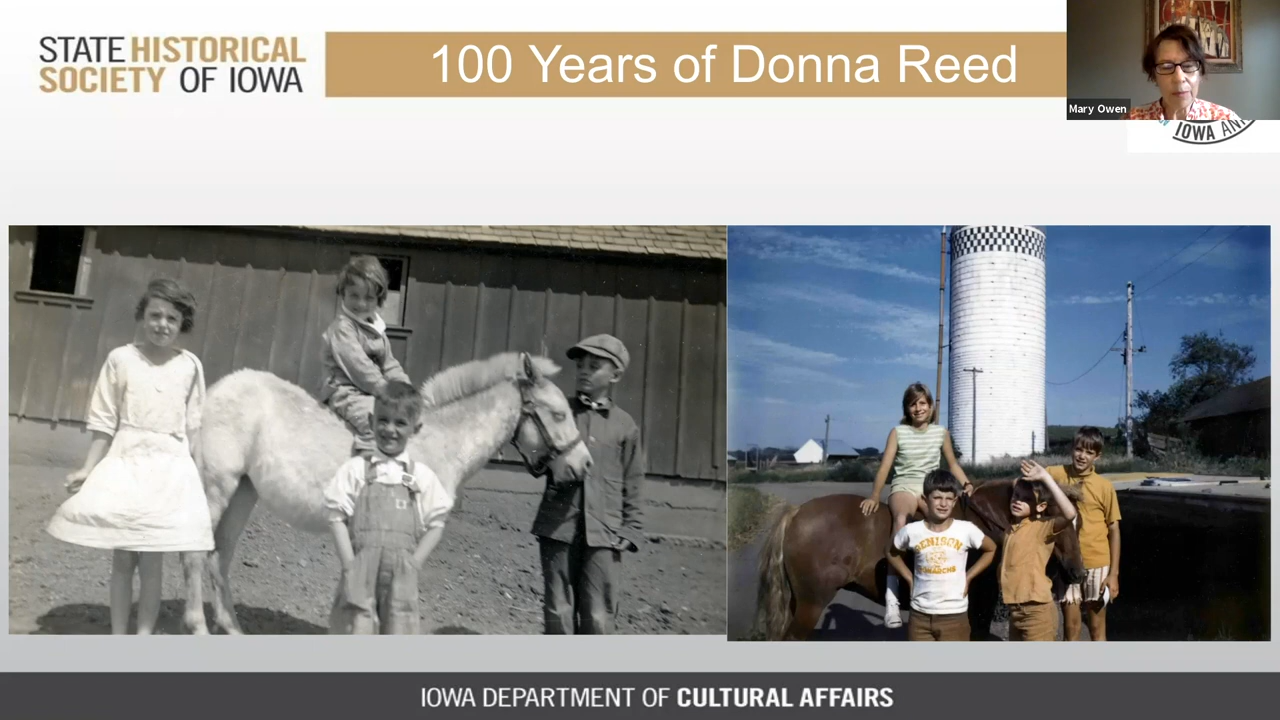 STATE HISTORICAL
SOCIETY OF IOWA
100 Years of Donna Reed
Mary Owen
IOWA
DENISON
IOWA DEPARTMENT OF CULTURAL AFFAIRS